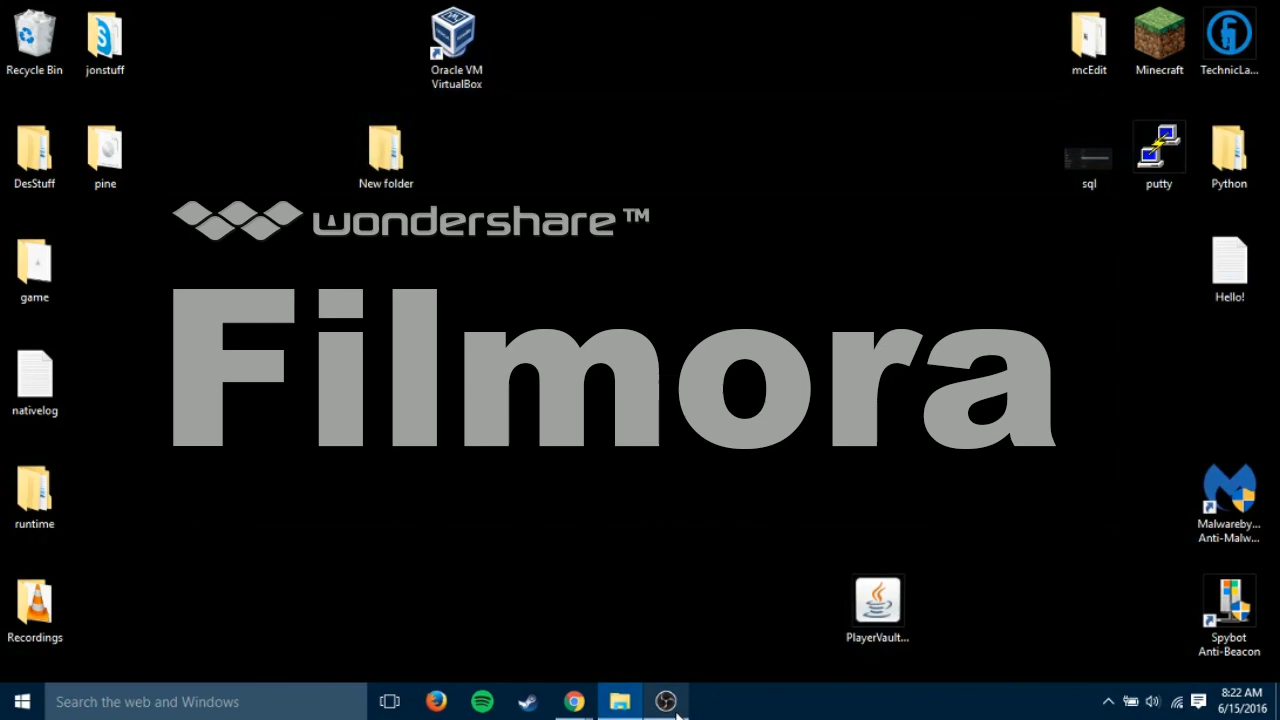 Recycle Bin
jonstuff
Oracle VM
VirtualBox
mcEdit
Minecraft
TechnicLa...
DesStuff
pine
New folder
sql
putty
Python
wondershare™
Filmora
game
Hello!
nativelog
runtime
Malwareby...
Anti-Malw...
Recordings
PlayerVault...
Spybot
Anti-Beacon
Search the web and Windows
8:22 AM
6/15/2016